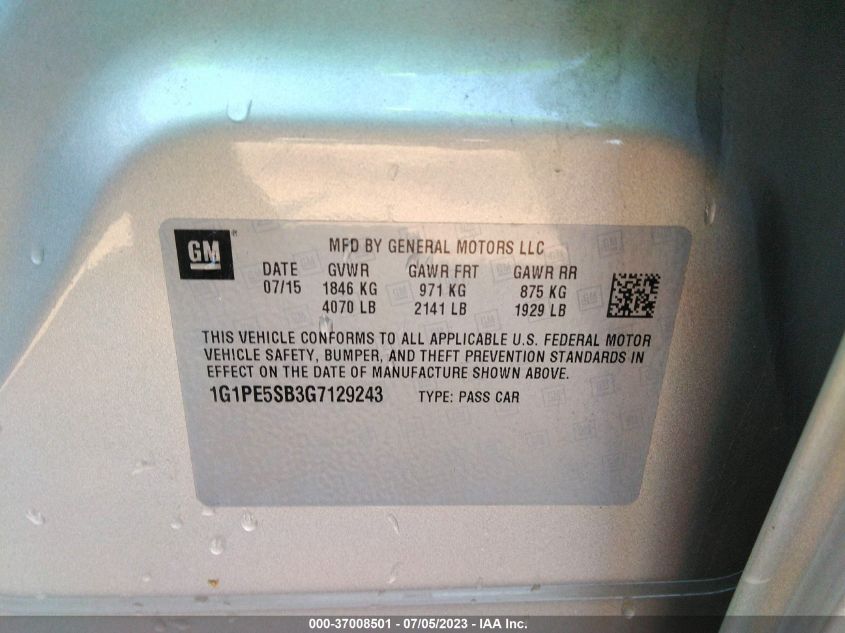 GM
MFD BY GENERAL MOTORS LLC
DATE GVWR GAWR FRT GAWR RR
07/15 1846 KG 971 KG 875 KG
4070 LB 2141 LB 1929 LB
THIS VEHICLE CONFORMS TO ALL APPLICABLE U.S. FEDERAL MOTOR
VEHICLE SAFETY, BUMPER, AND THEFT PREVENTION STANDARDS IN
EFFECT ON THE DATE OF MANUFACTURE SHOWN ABOVE.
1G1PE5SB3G7129243 TYPE: PASS CAR
000-37008501 - 07/05/2023 - IAA Inc.